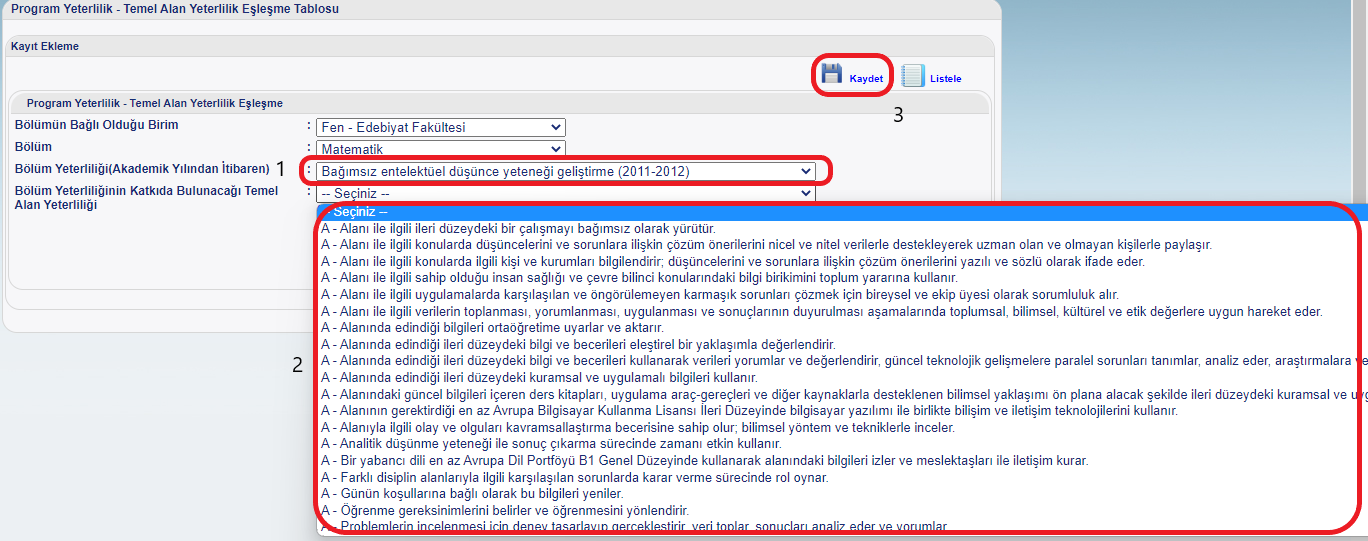 Program Yeterlilik - Temel Alan Yeterlilik Eşleşme Tablosu
Kayıt Ekleme
Kaydet
Listele
Program Yeterlilik - Temel Alan Yeterlilik Eşleşme
3
Bölümün Bağlı Olduğu Birim : Fen - Edebiyat Fakültesi
Bölüm : Matematik
Bölüm Yeterliliği(Akademik Yılından İtibaren) 1 : Bağımsız entelektüel düşünce yeteneği geliştirme (2011-2012)
Bölüm Yeterliliğinin Katkıda Bulunacağı Temel : -- Seçiniz --
Alan Yeterliliği
-- Seçiniz --
A - Alanı ile ilgili ileri düzeydeki bir çalışmayı bağımsız olarak yürütür.
A - Alanı ile ilgili konularda düşüncelerini ve sorunlara ilişkin çözüm önerilerini nicel ve nitel verilerle destekleyerek uzman olan ve olmayan kişilerle paylaşır.
A - Alanı ile ilgili konularda ilgili kişi ve kurumları bilgilendirir; düşüncelerini ve sorunlara ilişkin çözüm önerilerini yazılı ve sözlü olarak ifade eder.
A - Alanı ile ilgili sahip olduğu insan sağlığı ve çevre bilinci konularındaki bilgi birikimini toplum yararına kullanır.
A - Alanı ile ilgili uygulamalarda karşılaşılan ve öngörülemeyen karmaşık sorunları çözmek için bireysel ve ekip üyesi olarak sorumluluk alır.
A - Alanı ile ilgili verilerin toplanması, yorumlanması, uygulanması ve sonuçlarının duyurulması aşamalarında toplumsal, bilimsel, kültürel ve etik değerlere uygun hareket eder.
A - Alanında edindiği bilgileri ortaöğretime uyarlar ve aktarır.
A - Alanında edindiği ileri düzeydeki bilgi ve becerileri eleştirel bir yaklaşımla değerlendirir.
2
A - Alanında edindiği ileri düzeydeki bilgi ve becerileri kullanarak verileri yorumlar ve değerlendirir, güncel teknolojik gelişmelere paralel sorunları tanımlar, analiz eder, araştırmalara ve
A - Alanında edindiği ileri düzeydeki kuramsal ve uygulamalı bilgileri kullanır.
A - Alanındaki güncel bilgileri içeren ders kitapları, uygulama araç-gereçleri ve diğer kaynaklarla desteklenen bilimsel yaklaşımı ön plana alacak şekilde ileri düzeydeki kuramsal ve uyg
A - Alanının gerektirdiği en az Avrupa Bilgisayar Kullanma Lisansı İleri Düzeyinde bilgisayar yazılımı ile birlikte bilişim ve iletişim teknolojilerini kullanır.
A - Alanıyla ilgili olay ve olguları kavramsallaştırma becerisine sahip olur; bilimsel yöntem ve tekniklerle inceler.
A - Analitik düşünme yeteneği ile sonuç çıkarma sürecinde zamanı etkin kullanır.
A - Bir yabancı dili en az Avrupa Dil Portföyü B1 Genel Düzeyinde kullanarak alanındaki bilgileri izler ve meslektaşları ile iletişim kurar.
A - Farklı disiplin alanlarıyla ilgili karşılaşılan sorunlarda karar verme sürecinde rol oynar.
A - Günün koşullarına bağlı olarak bu bilgileri yeniler.
A - Öğrenme gereksinimlerini belirler ve öğrenmesini yönlendirir.
A - Problemlerin incelenmesi için deney tasarlayıp gerçekleştirir, veri toplar, sonuçları analiz eder ve yorumlar